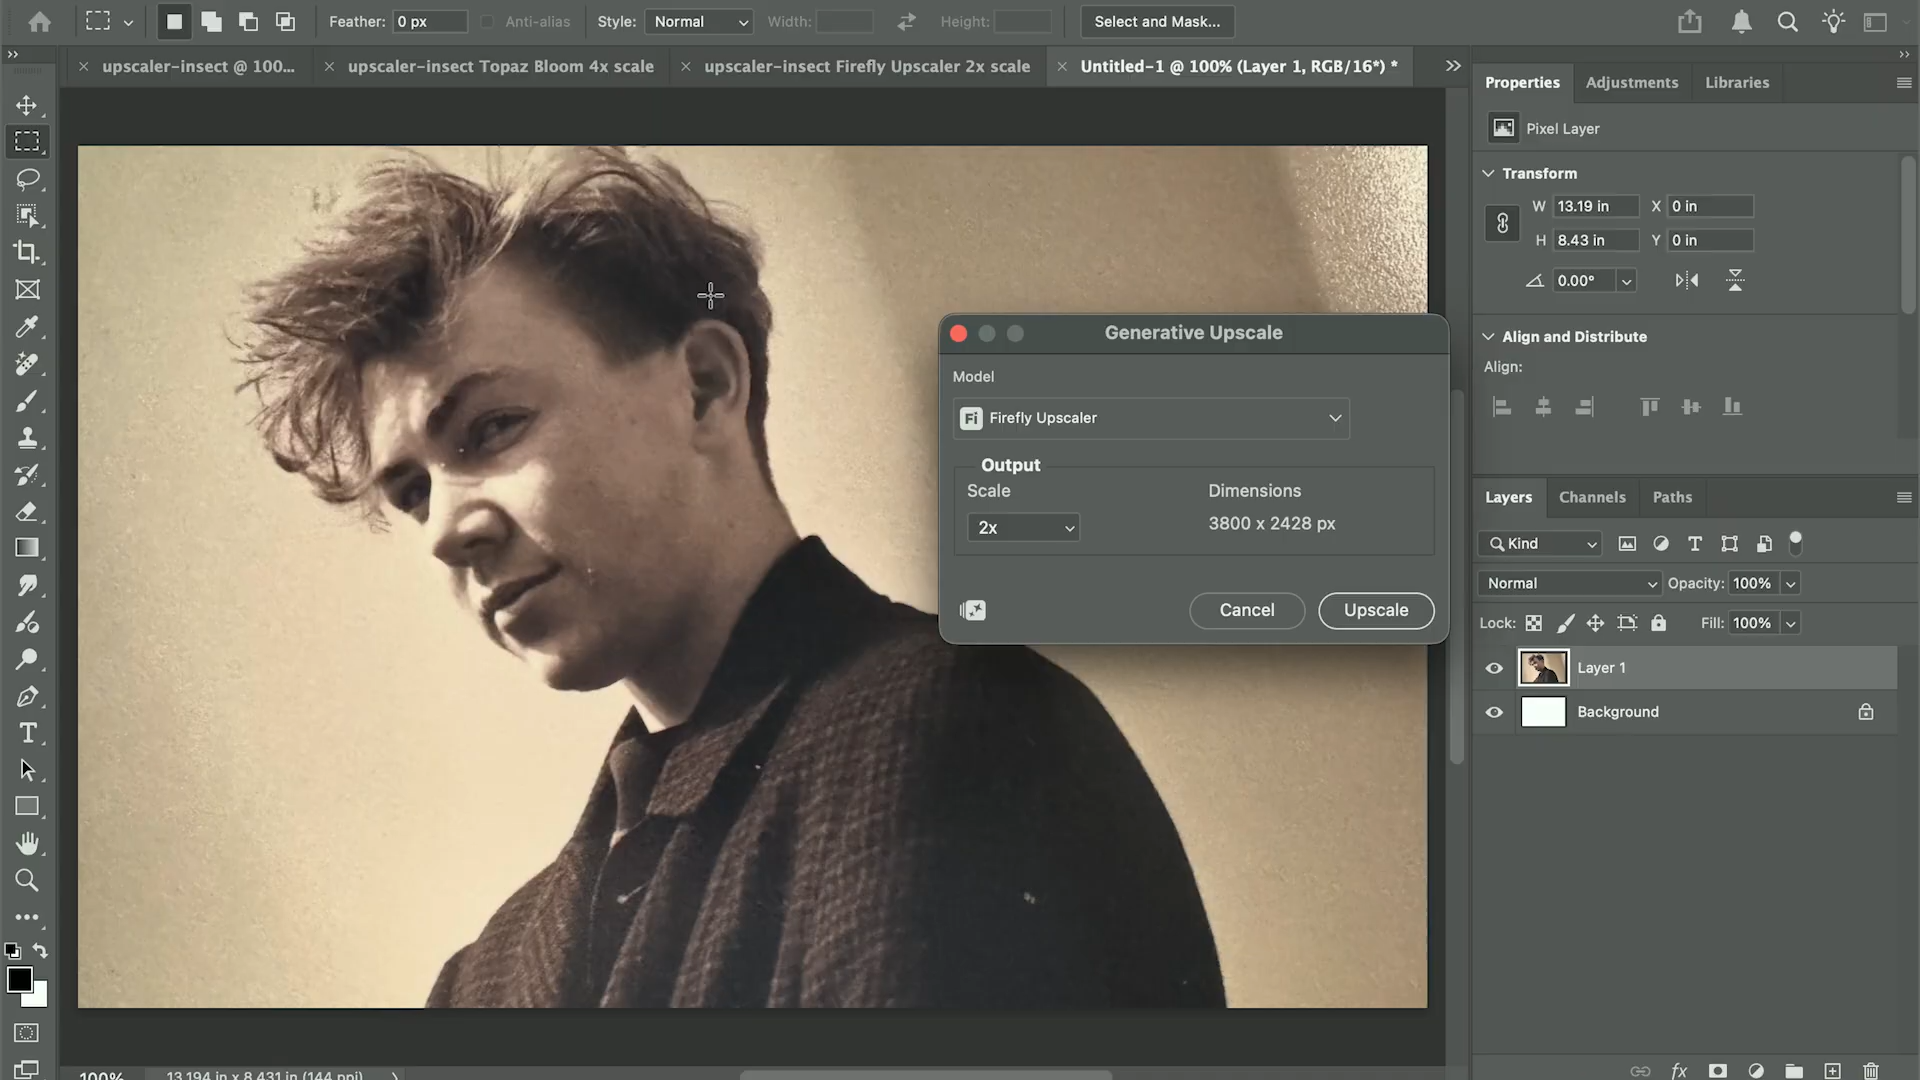 Feather: 0 px Anti-alias Style: Normal Width: Height: Select and Mask...
upscaler-insect @ 100... upscaler-insect Topaz Bloom 4x scale upscaler-insect Firefly Upscaler 2x scale Untitled-1 @ 100% (Layer 1, RGB/16*) *
Properties Adjustments Libraries
Pixel Layer
Transform
W 13.19 in X 0 in
H 8.43 in Y 0 in
0.00°
Align and Distribute
Align:
Generative Upscale
Model
Fi Firefly Upscaler
Output
Scale Dimensions
2x 3800 x 2428 px
Cancel Upscale
Layers Channels Paths
Kind
Normal Opacity: 100%
Lock: Fill: 100%
Layer 1
Background
100% 13.194 in x 8.431 in (144 ppi)